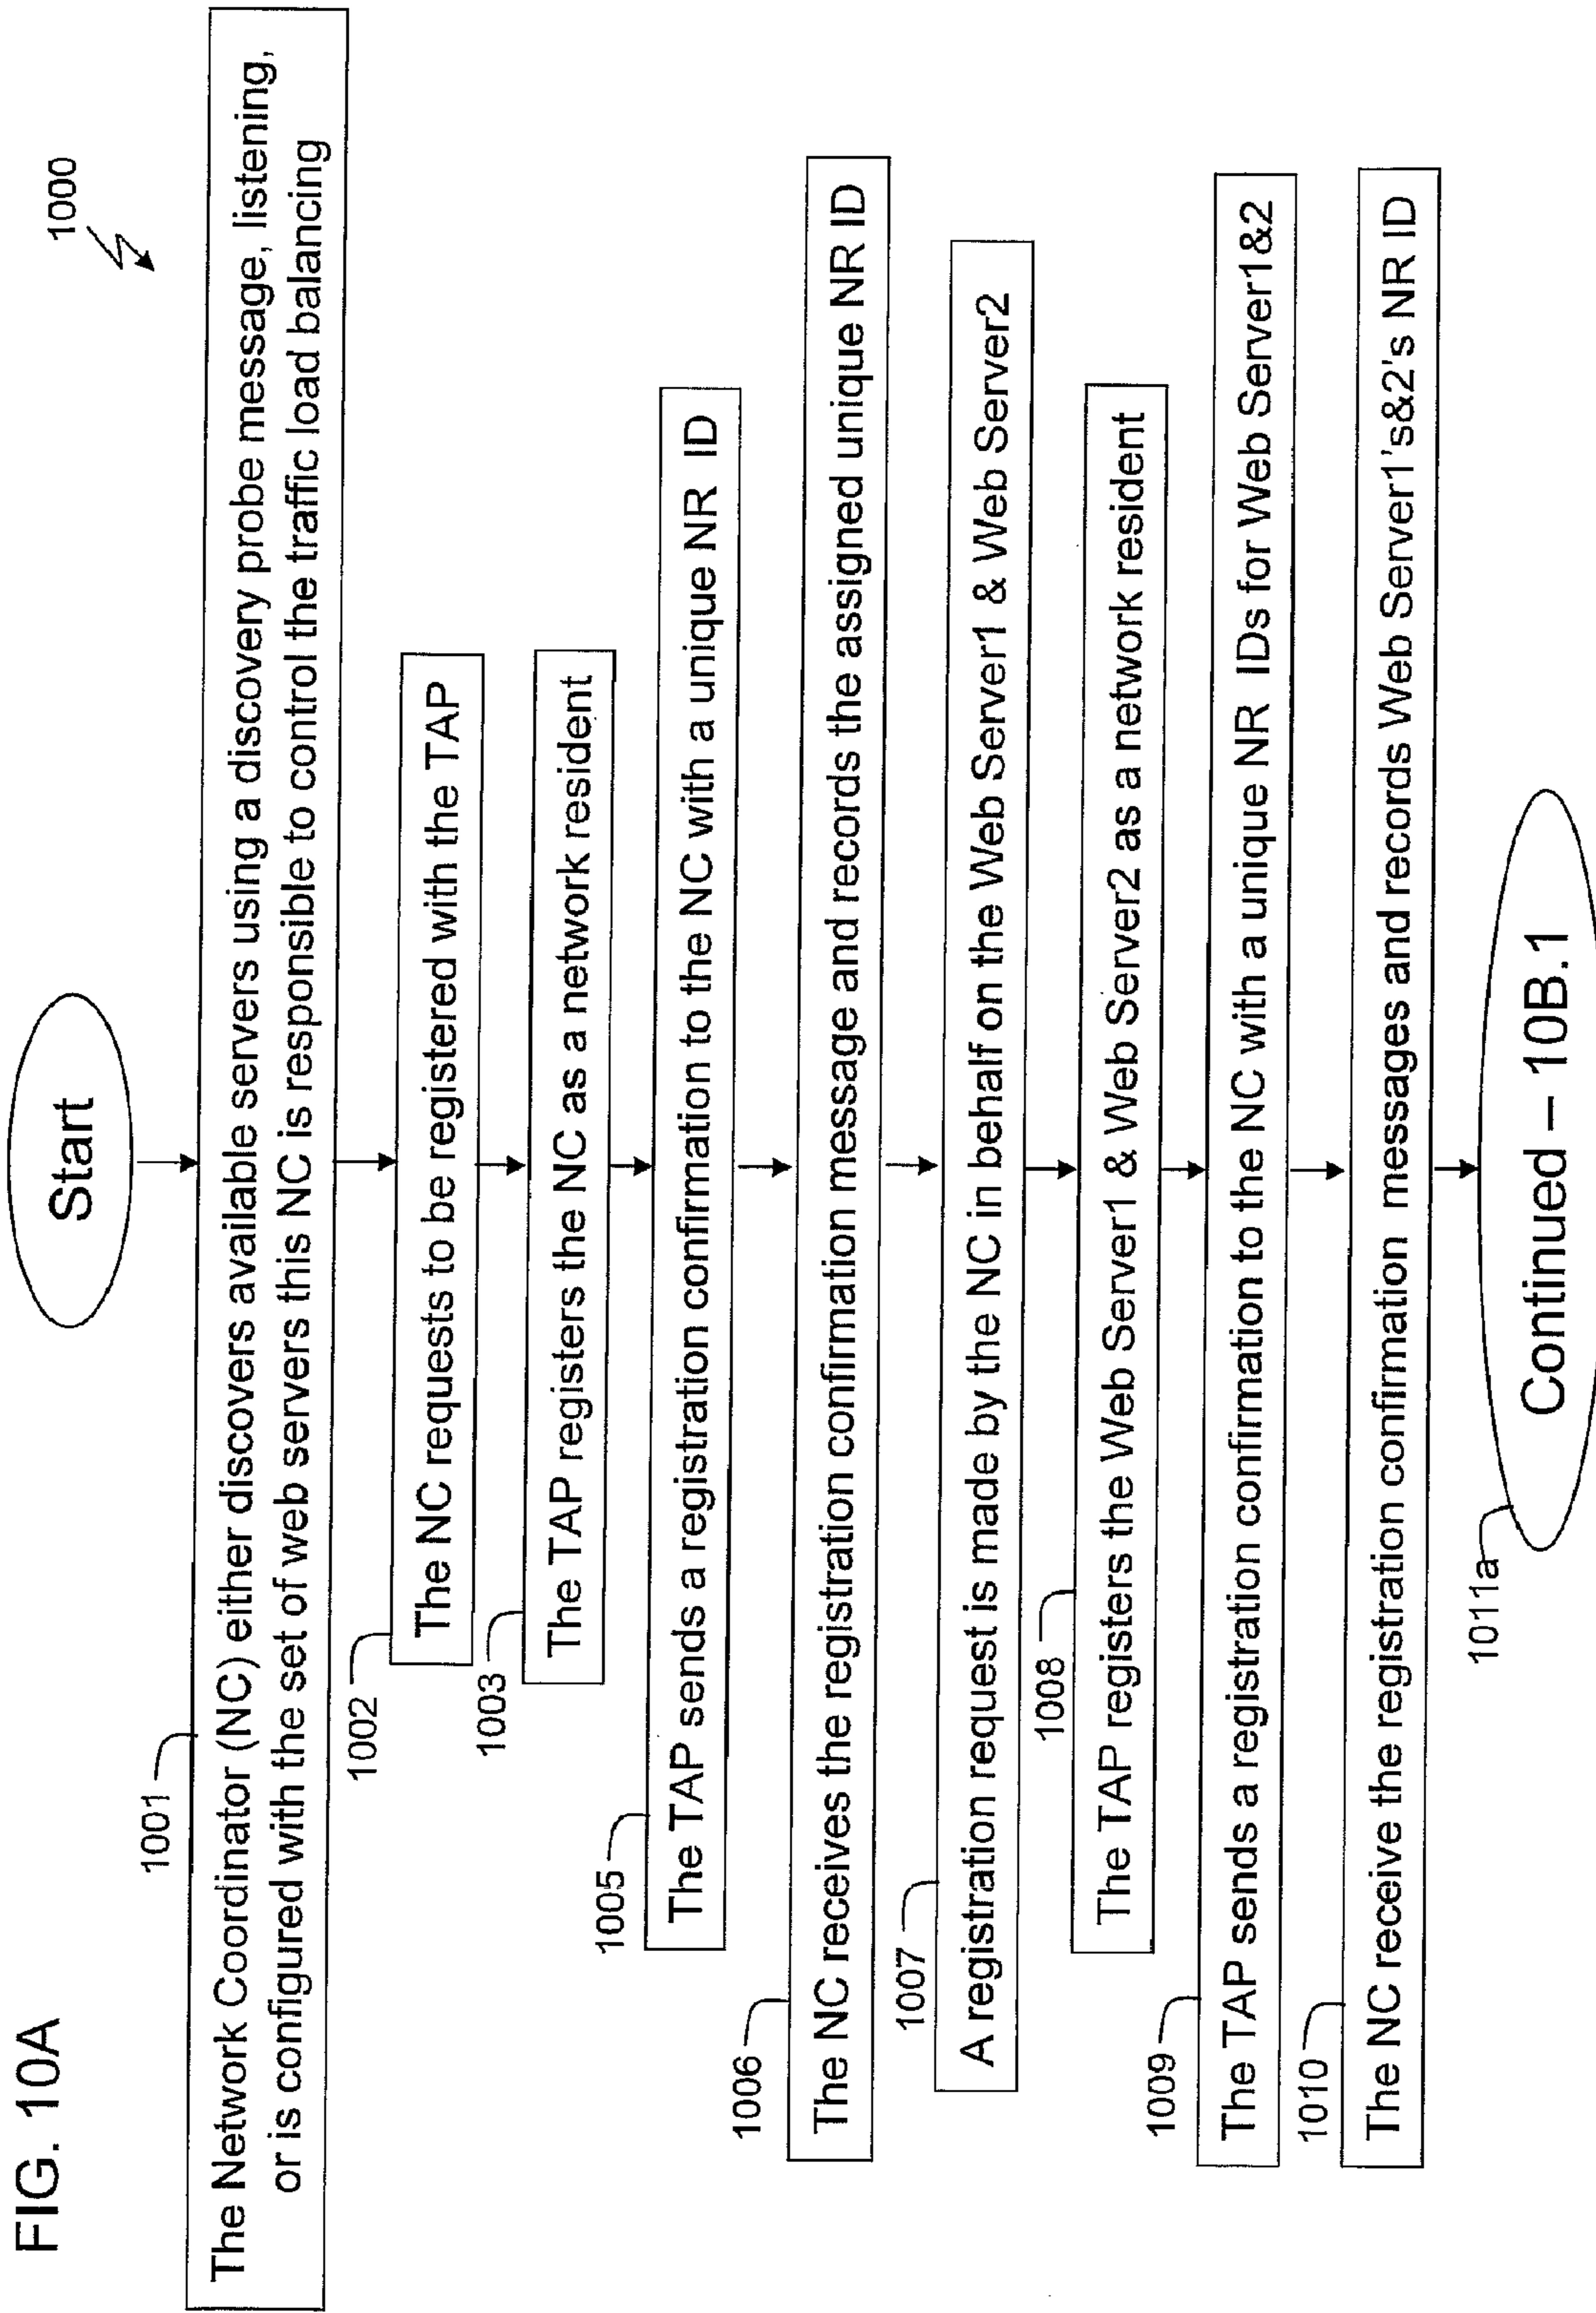 FIG. 10A
1000
Start
1001
The Network Coordinator (NC) either discovers available servers using a discovery probe message, listening,
or is configured with the set of web servers this NC is responsible to control the traffic load balancing
1002
The NC requests to be registered with the TAP
1003
The TAP registers the NC as a network resident
1005
The TAP sends a registration confirmation to the NC with a unique NR ID
1006
The NC receives the registration confirmation message and records the assigned unique NR ID
1007
A registration request is made by the NC in behalf on the Web Server1 & Web Server2
1008
The TAP registers the Web Server1 & Web Server2 as a network resident
1009
The TAP sends a registration confirmation to the NC with a unique NR IDs for Web Server1&2
1010
The NC receive the registration confirmation messages and records Web Server1's&2's NR ID
1011a
Continued – 10B.1